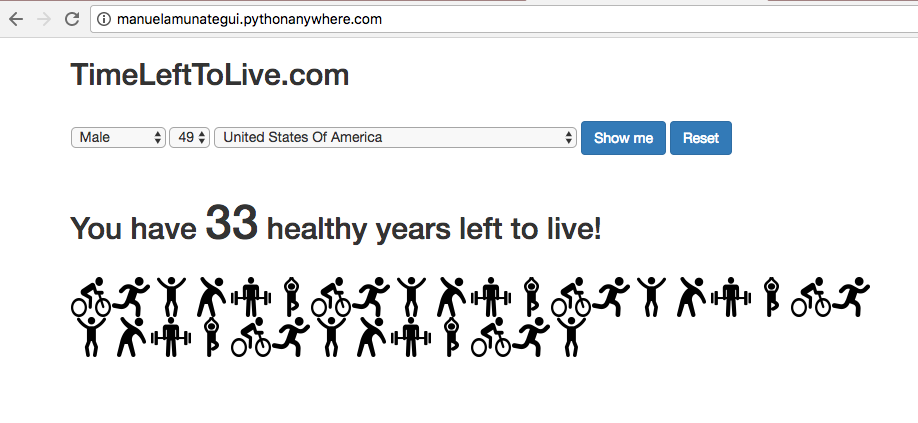 manuelamunategui.pythonanywhere.com
TimeLeftToLive.com
Male 49 United States Of America Show me Reset
You have 33 healthy years left to live!